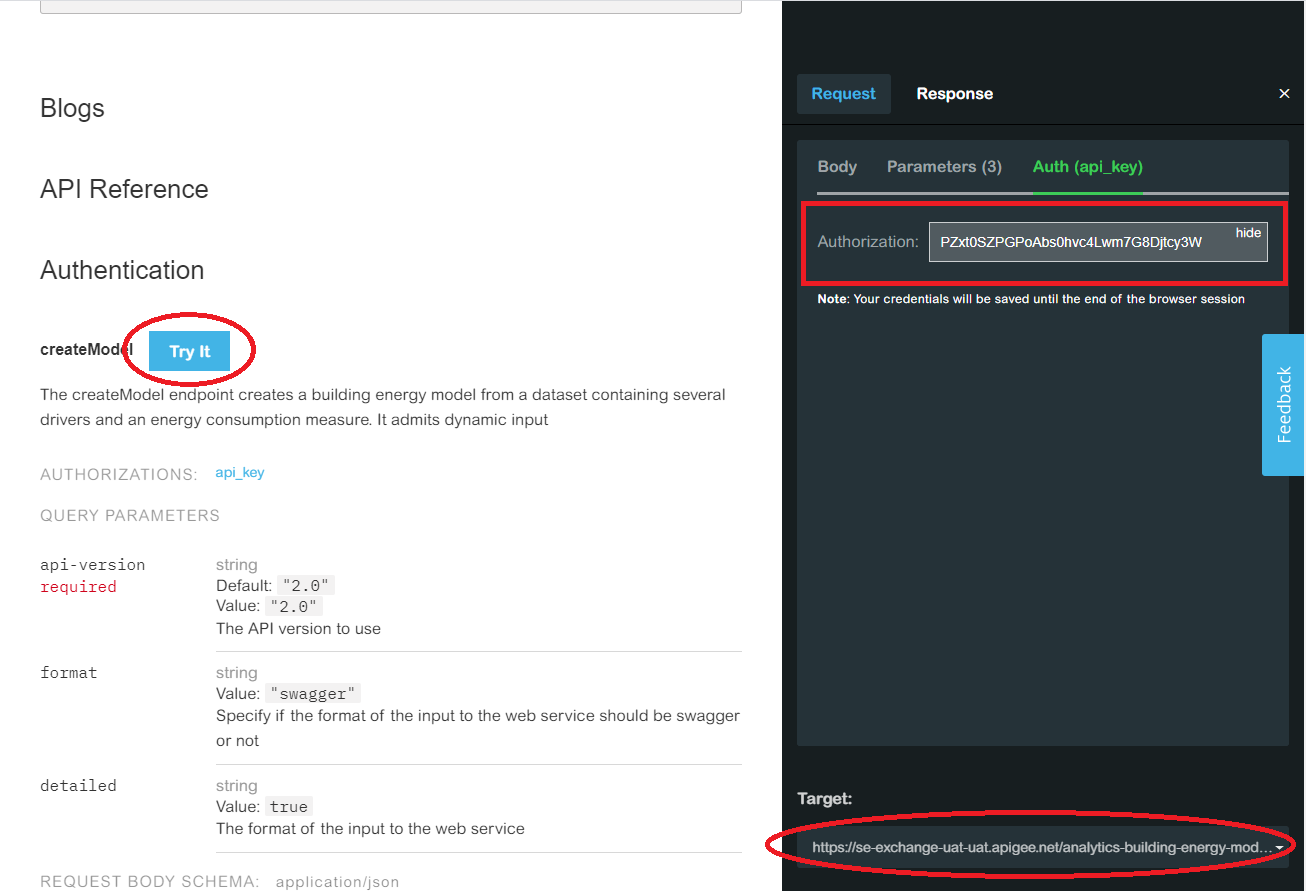 Blogs
API Reference
Authentication
createModel
Try It
The createModel endpoint creates a building energy model from a dataset containing several
drivers and an energy consumption measure. It admits dynamic input
AUTHORIZATIONS: api_key
QUERY PARAMETERS
api-version
required
string
Default: "2.0"
Value: "2.0"
The API version to use
format
string
Value: "swagger"
Specify if the format of the input to the web service should be swagger
or not
detailed
string
Value: true
The format of the input to the web service
REQUEST BODY SCHEMA: application/json
Request
Response
×
Body
Parameters (3)
Auth (api_key)
Authorization:
PZxt0SZPGPoAbs0hvc4Lwm7G8Djtcy3W
hide
Note: Your credentials will be saved until the end of the browser session
Feedback
Target:
https://se-exchange-uat-uat.apigee.net/analytics-building-energy-mod...